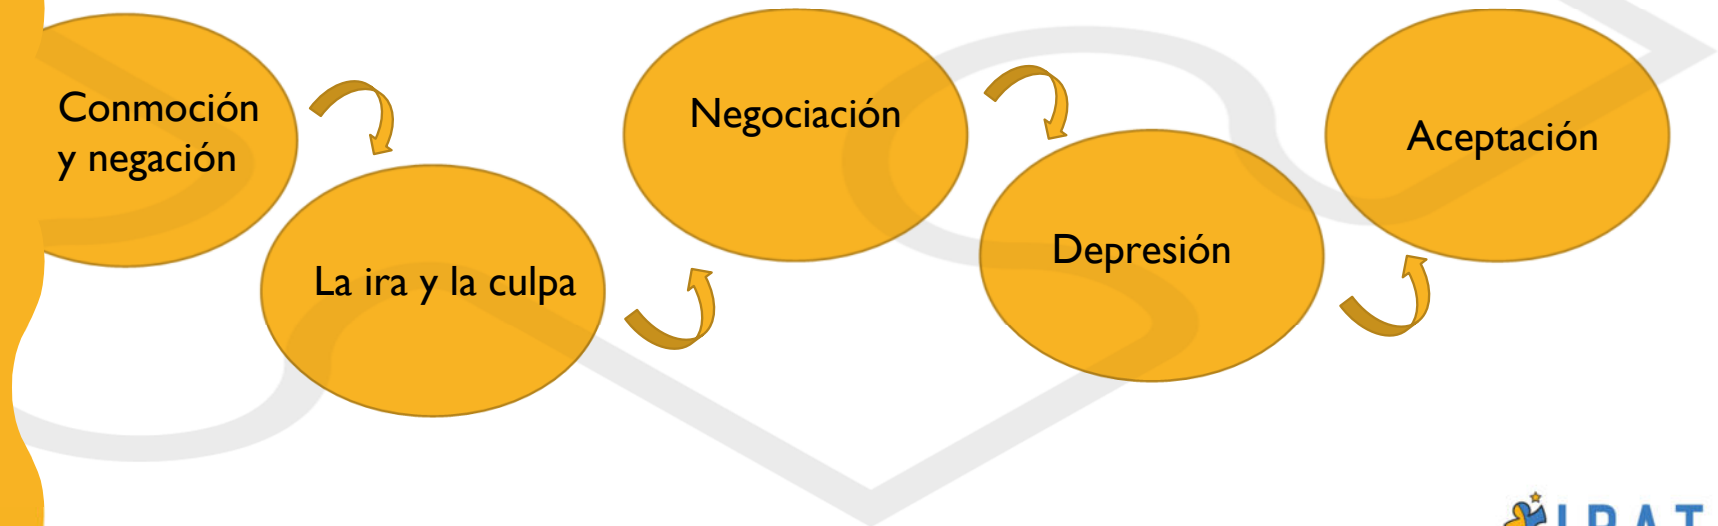 Conmoción
y negación
La ira y la culpa
Negociación
Depresión
Aceptación